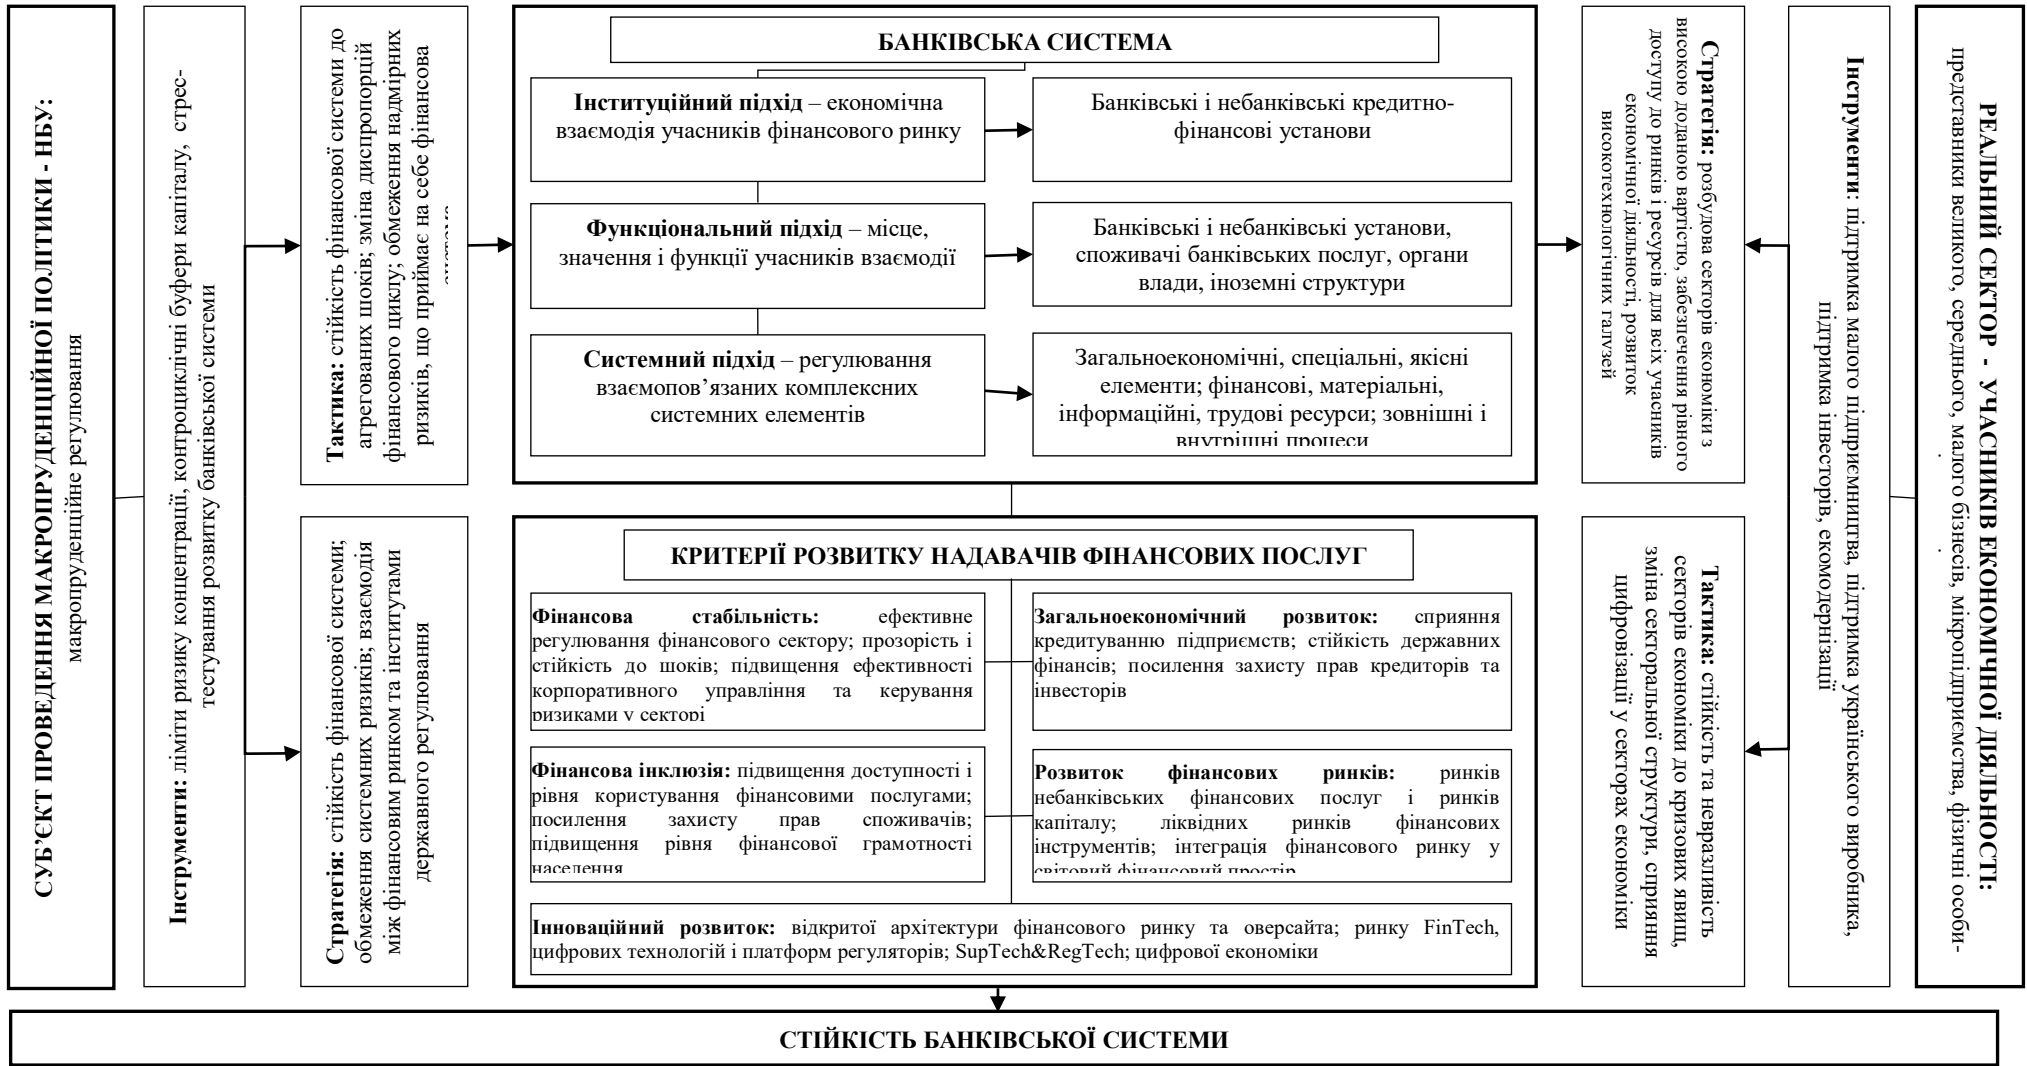 СУБ’ЄКТ ПРОВЕДЕННЯ МАКРОПРУДЕНЦІЙНОЇ ПОЛІТИКИ - НБУ:
макропруденційне регулювання
Інструменти: ліміти ризику концентрації, контроциклічні буфери капіталу, стрес-
тестування розвитку банківської системи
Тактика: стійкість фінансової системи до
агрегованих шоків; зміна диспропорцій
фінансового циклу; обмеження надмірних
ризиків, що приймає на себе фінансова
Стратегія: стійкість фінансової системи;
обмеження системних ризиків; взаємодія
між фінансовим ринком та інститутами
державного регулювання
БАНКІВСЬКА СИСТЕМА
Інституційний підхід – економічна
взаємодія учасників фінансового ринку
Банківські і небанківські кредитно-
фінансові установи
Функціональний підхід – місце,
значення і функції учасників взаємодії
Банківські і небанківські установи,
споживачі банківських послуг, органи
влади, іноземні структури
Системний підхід – регулювання
взаємопов’язаних комплексних
системних елементів
Загальноекономічні, спеціальні, якісні
елементи; фінансові, матеріальні,
інформаційні, трудові ресурси; зовнішні і
внутрішні процеси
КРИТЕРІЇ РОЗВИТКУ НАДАВАЧІВ ФІНАНСОВИХ ПОСЛУГ
Фінансова стабільність: ефективне
регулювання фінансового сектору; прозорість і
стійкість до шоків; підвищення ефективності
корпоративного управління та керування
ризиками у секторі
Загальноекономічний розвиток: сприяння
кредитуванню підприємств; стійкість державних
фінансів; посилення захисту прав кредиторів та
інвесторів
Фінансова інклюзія: підвищення доступності і
рівня користування фінансовими послугами;
посилення захисту прав споживачів;
підвищення рівня фінансової грамотності
населення
Розвиток фінансових ринків: ринків
небанківських фінансових послуг і ринків
капіталу; ліквідних ринків фінансових
інструментів; інтеграція фінансового ринку у
світовий фінансовий простір
Інноваційний розвиток: відкритої архітектури фінансового ринку та оверсайта; ринку FinTech,
цифрових технологій і платформ регуляторів; SupTech&RegTech; цифрової економіки
Стратегія: розбудова секторів економіки з
високою доданою вартістю, забезпечення рівного
доступу до ринків і ресурсів для всіх учасників
економічної діяльності, розвиток
високотехнологічних галузей
Тактика: стійкість та невразливість
секторів економіки до кризових явищ,
зміна секторальної структури, сприяння
цифровізації у секторах економіки
Інструменти: підтримка малого підприємництва, підтримка українського виробника,
підтримка інвесторів, екомодернізації
РЕАЛЬНИЙ СЕКТОР - УЧАСНИКІВ ЕКОНОМІЧНОЇ ДІЯЛЬНОСТІ:
представники великого, середнього, малого бізнесів, мікропідприємства, фізичні особи-
СТІЙКІСТЬ БАНКІВСЬКОЇ СИСТЕМИ